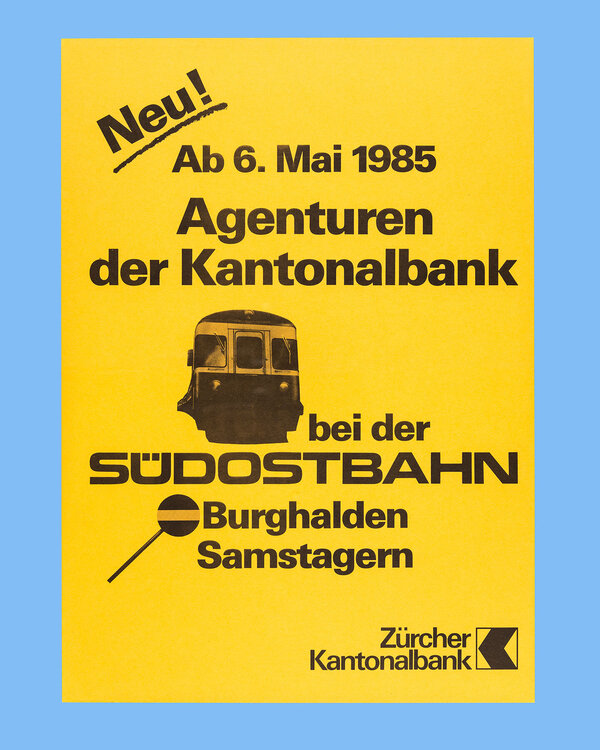 Neu!
Ab 6. Mai 1985
Agenturen
der Kantonalbank
bei der
SÜDOSTBAHN
Burghalden
Samstagern
Zürcher
Kantonalbank